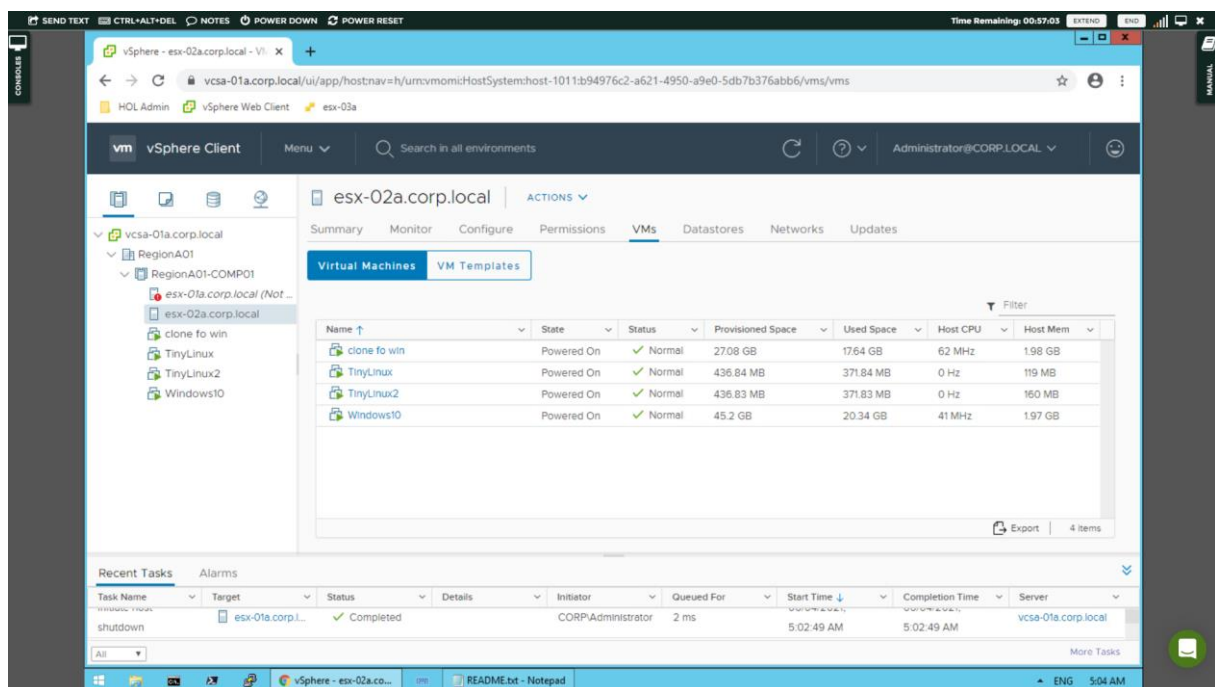 SEND TEXT CTRL+ALT+DEL NOTES POWER DOWN POWER RESET Time Remaining: 00:57:03 EXTEND END
CONSOLES
MANUAL
vSphere - esx-02a.corp.local - VM
vcsa-01a.corp.local/ui/app/host;nav=h/urn:vmomi:HostSystem:host-1011:b94976c2-a621-4950-a9e0-5db7b376abb6/vms/vms
HOL Admin vSphere Web Client esx-03a
vm vSphere Client Menu Search in all environments Administrator@CORP.LOCAL
esx-02a.corp.local ACTIONS
Summary Monitor Configure Permissions VMs Datastores Networks Updates
vcsa-01a.corp.local
RegionA01
RegionA01-COMP01
esx-01a.corp.local (Not ...
esx-02a.corp.local
clone fo win
TinyLinux
TinyLinux2
Windows10
Virtual Machines VM Templates
Filter
Name State Status Provisioned Space Used Space Host CPU Host Mem
clone fo win Powered On Normal 27.08 GB 17.64 GB 62 MHz 1.98 GB
TinyLinux Powered On Normal 436.84 MB 371.84 MB 0 Hz 119 MB
TinyLinux2 Powered On Normal 436.83 MB 371.83 MB 0 Hz 160 MB
Windows10 Powered On Normal 45.2 GB 20.34 GB 41 MHz 1.97 GB
Export 4 items
Recent Tasks Alarms
Task Name Target Status Details Initiator Queued For Start Time Completion Time Server
shutdown esx-01a.corp.l... Completed CORP\Administrator 2 ms 5:02:49 AM 5:02:49 AM vcsa-01a.corp.local
All More Tasks
vSphere - esx-02a.co... README.txt - Notepad ENG 5:04 AM